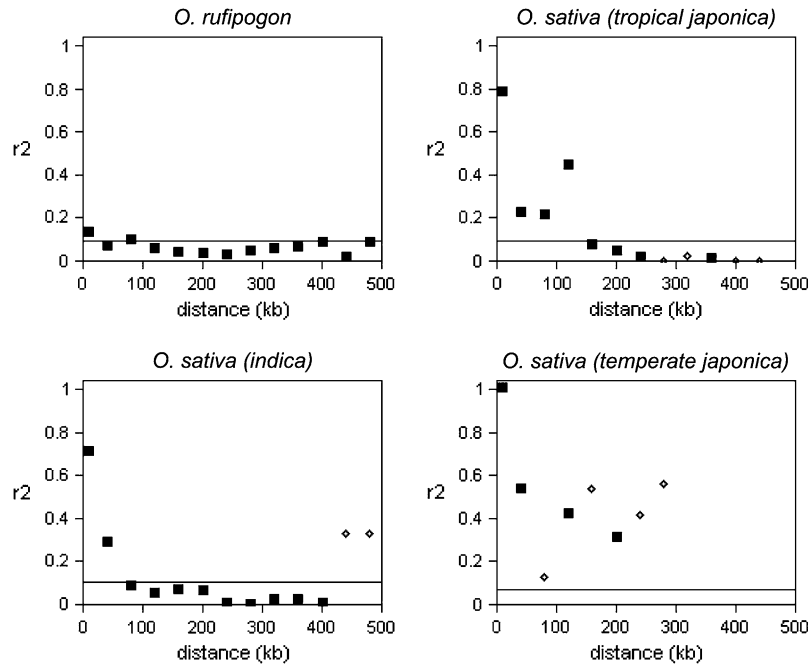 O. rufipogon
1
0.8
0.6
r2
0.4
0.2
0
0 100 200 300 400 500
distance (kb)
O. sativa (tropical japonica)
1
0.8
0.6
r2
0.4
0.2
0
0 100 200 300 400 500
distance (kb)
O. sativa (indica)
1
0.8
0.6
r2
0.4
0.2
0
0 100 200 300 400 500
distance (kb)
O. sativa (temperate japonica)
1
0.8
0.6
r2
0.4
0.2
0
0 100 200 300 400 500
distance (kb)